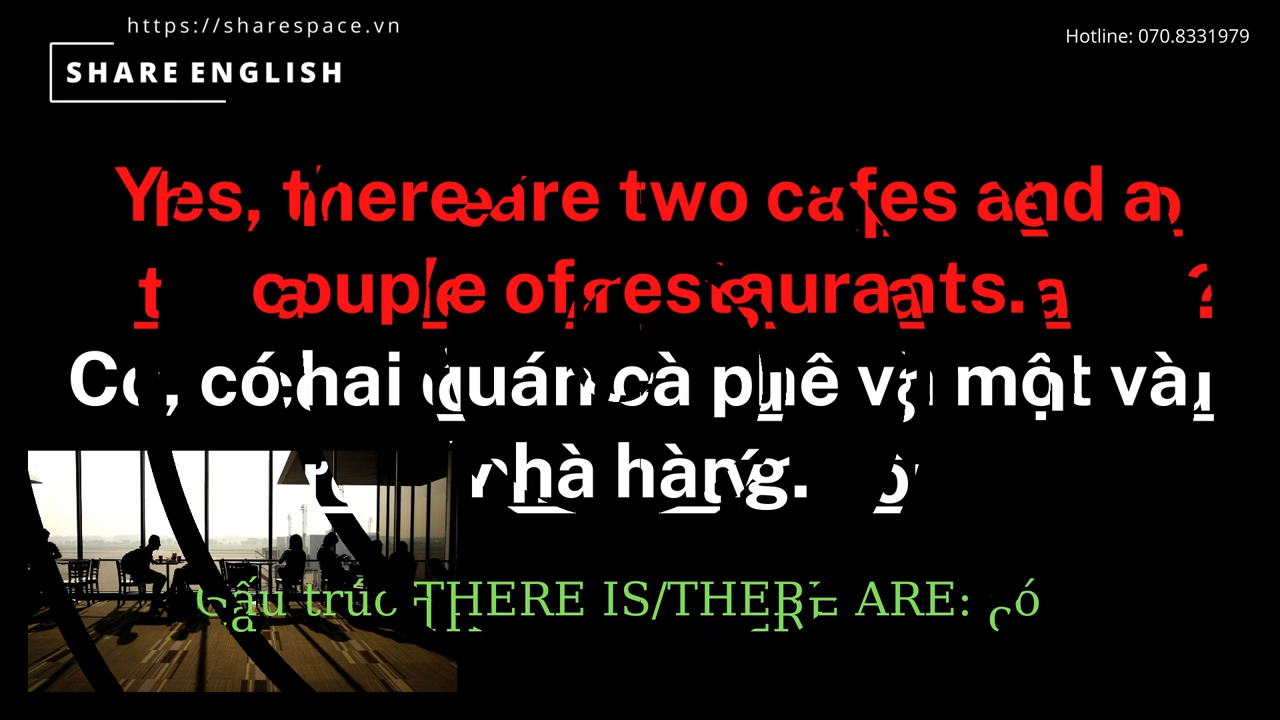 https://sharespace.vn
Hotline: 070.8331979
SHARE ENGLISH
Yes, there are two cafes and a
couple of restaurants.
Có, có hai quán cà phê và một vài
nhà hàng.
Cấu trúc THERE IS/THERE ARE: có